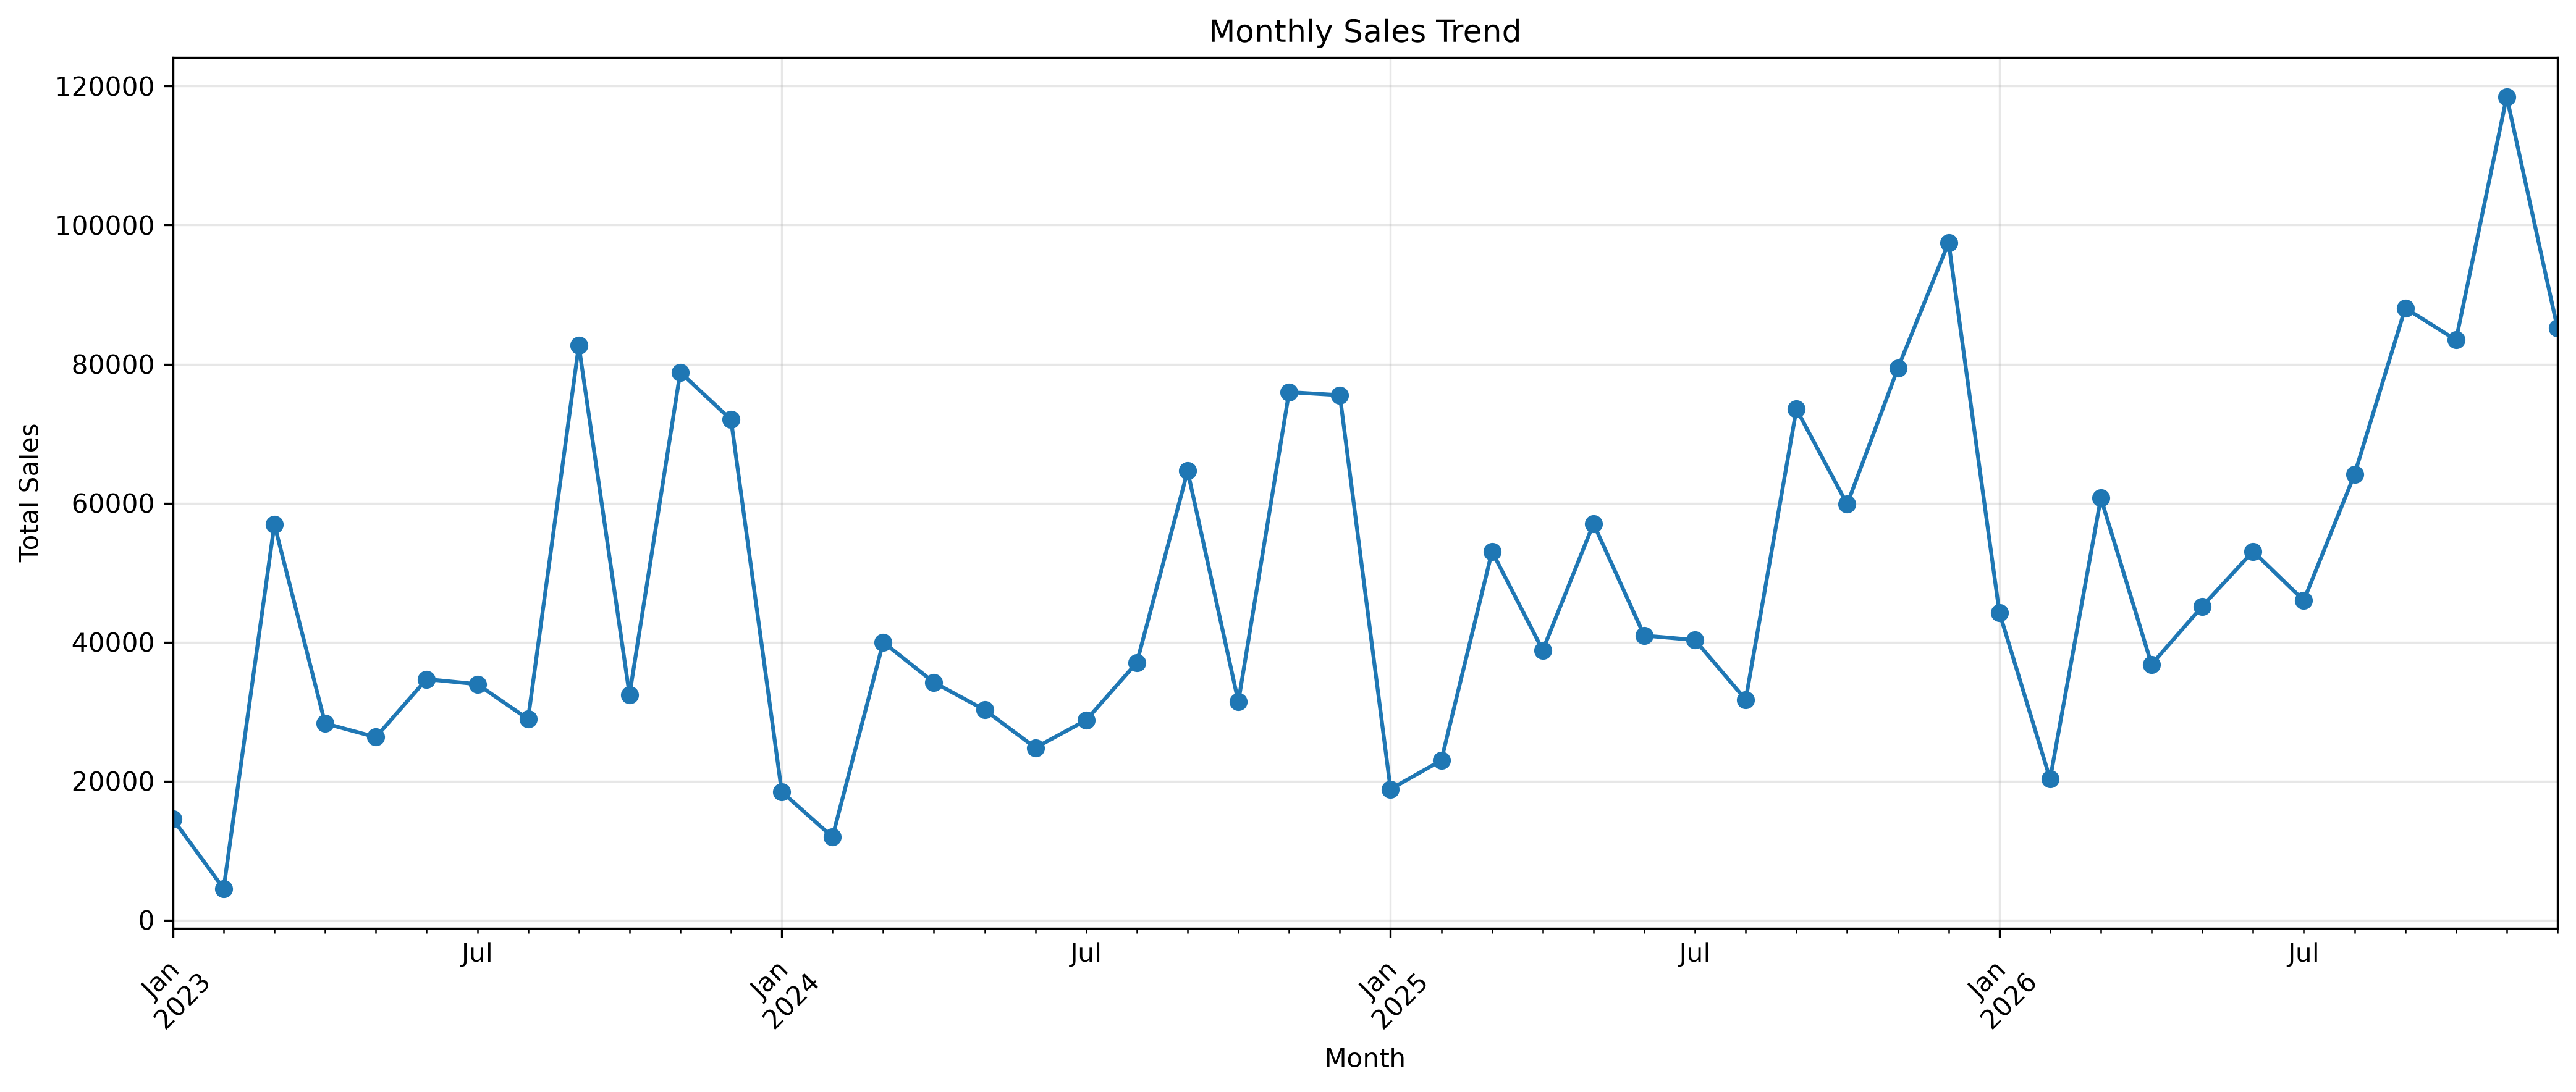 Monthly Sales Trend
120000
100000
80000
60000
40000
20000
0
Total Sales
Jan
2023
Jul
Jan
2024
Jul
Jan
2025
Jul
Jan
2026
Jul
Month